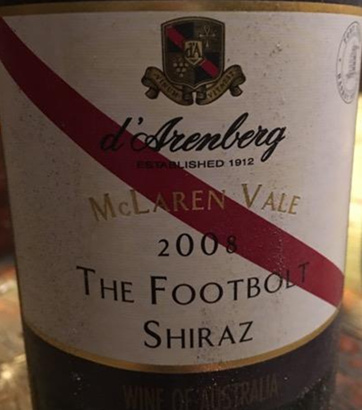 d'Arenberg
ESTABLISHED 1912
McLAREN VALE
2008
THE FOOTBOLT
SHIRAZ
WINE OF AUSTRALIA